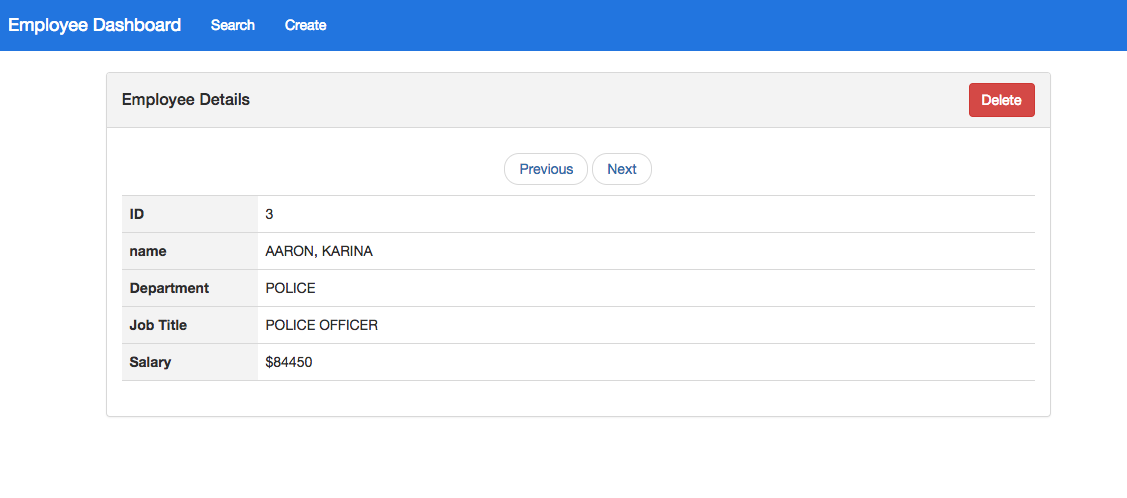 Employee Dashboard Search Create
Employee Details Delete
Previous Next
ID 3
name AARON, KARINA
Department POLICE
Job Title POLICE OFFICER
Salary $84450